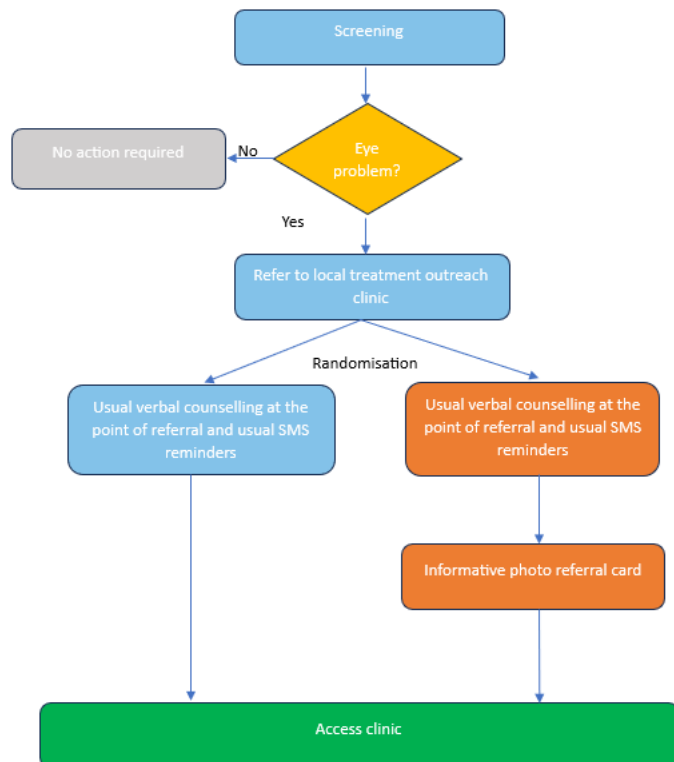 Screening
Eye
problem?
No
No action required
Yes
Refer to local treatment outreach
clinic
Randomisation
Usual verbal counselling at the
point of referral and usual SMS
reminders
Usual verbal counselling at the
point of referral and usual SMS
reminders
Informative photo referral card
Access clinic